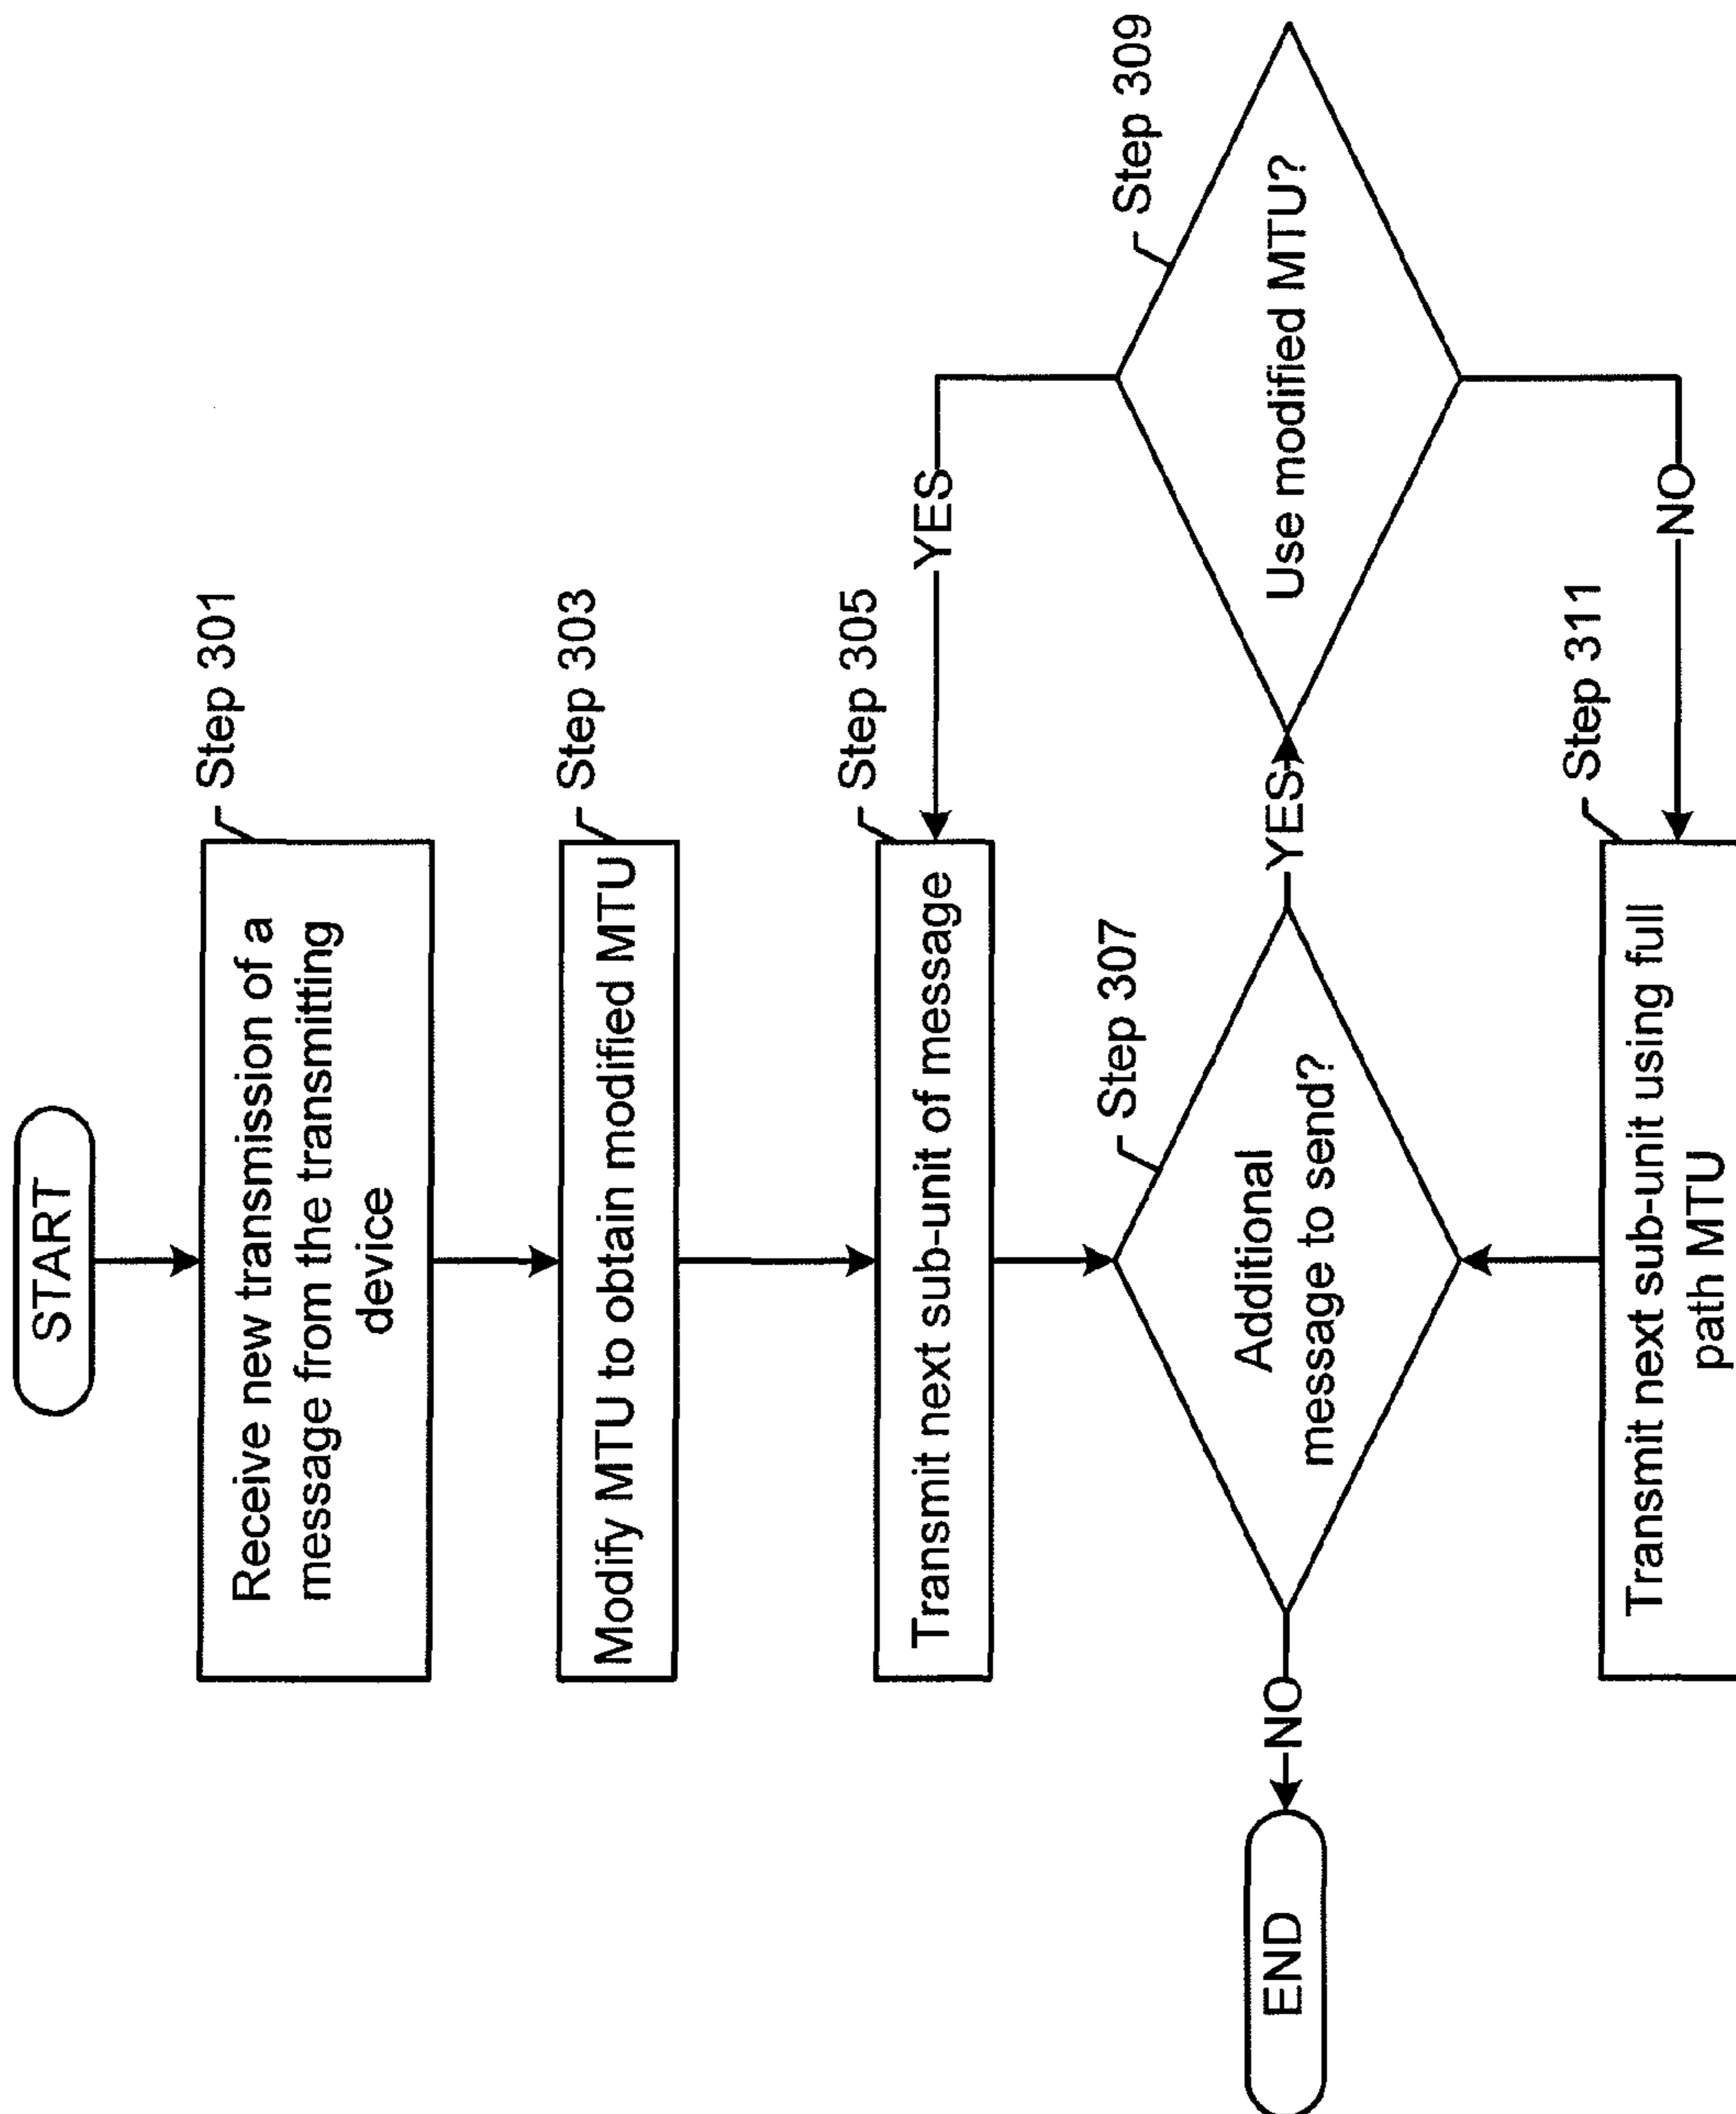 START
Step 301
Receive new transmission of a
message from the transmitting
device
Step 303
Modify MTU to obtain modified MTU
Step 305
Transmit next sub-unit of message
YES
Step 307
Additional
message to send?
NO
END
YES
Step 309
Use modified MTU?
NO
Step 311
Transmit next sub-unit using full
path MTU